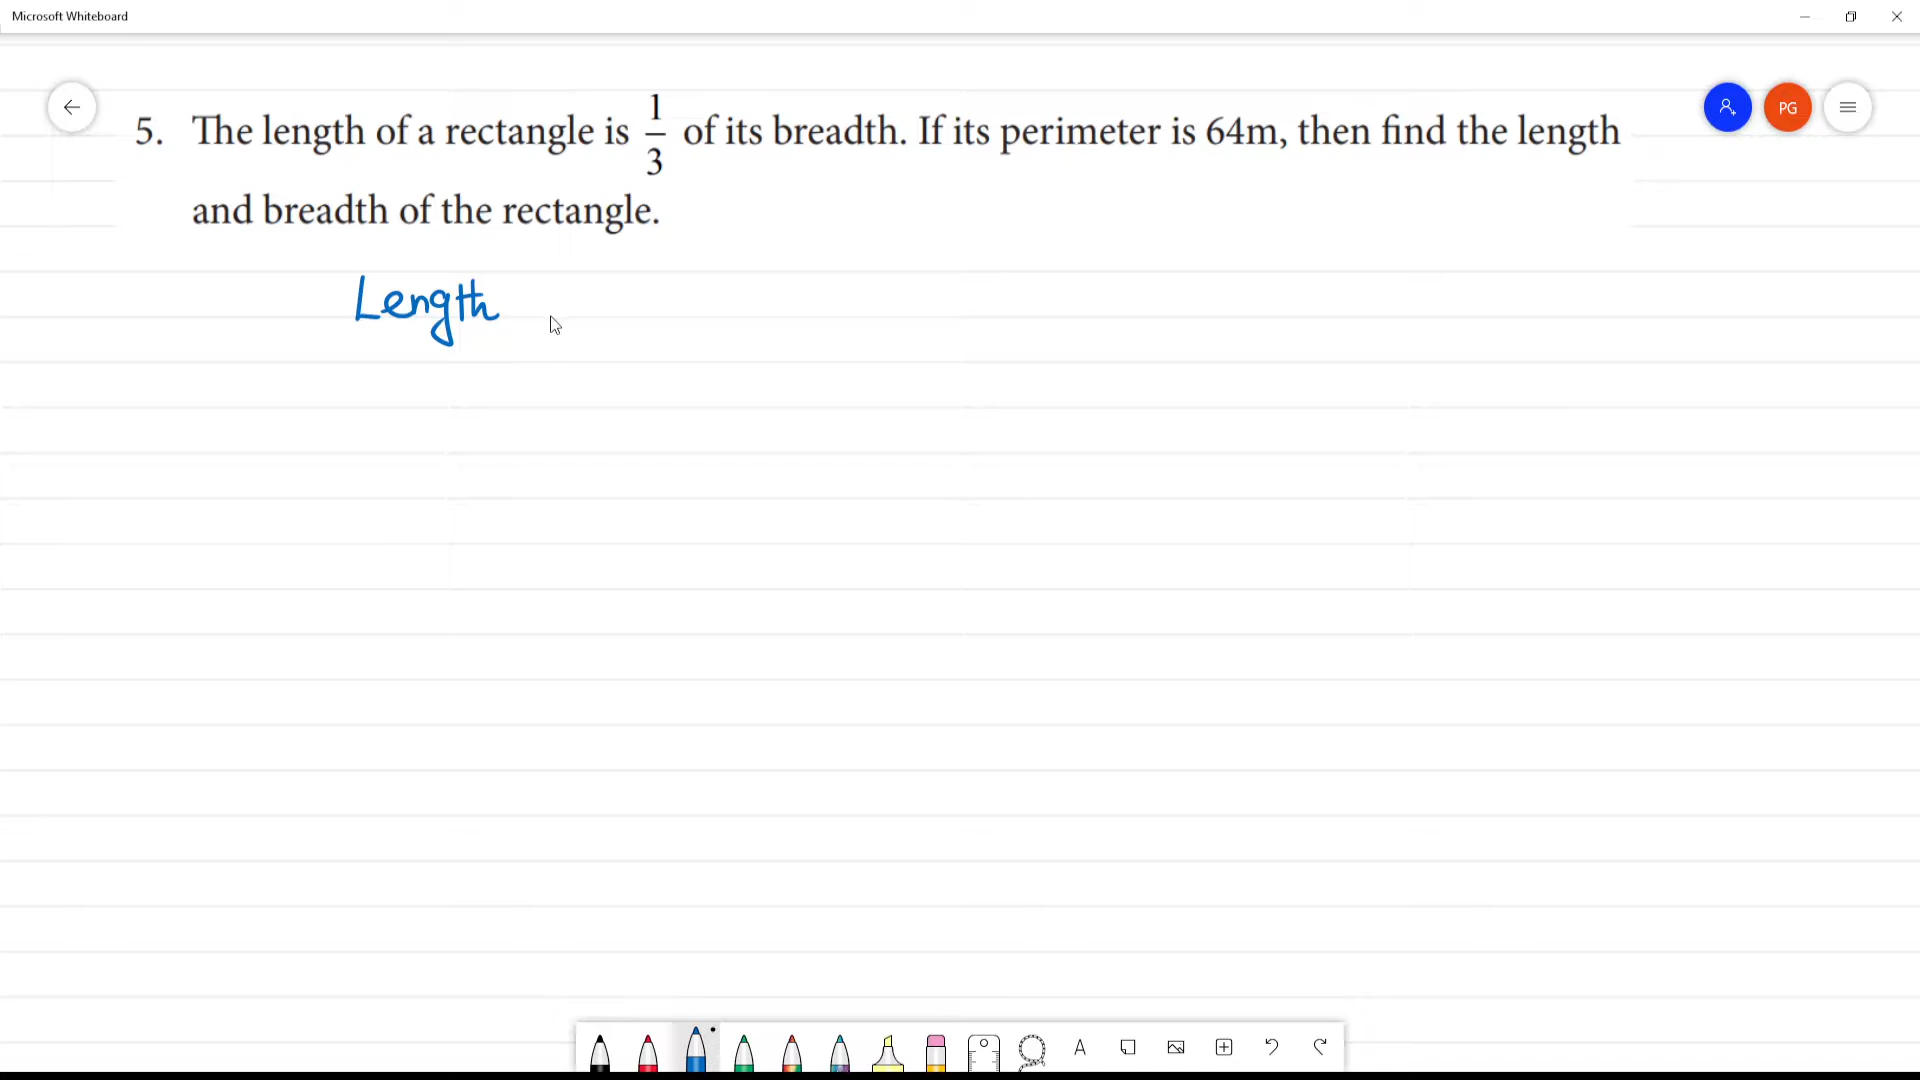 Microsoft Whiteboard
PG
5. The length of a rectangle is 1/3 of its breadth. If its perimeter is 64m, then find the length
and breadth of the rectangle.
Length
A